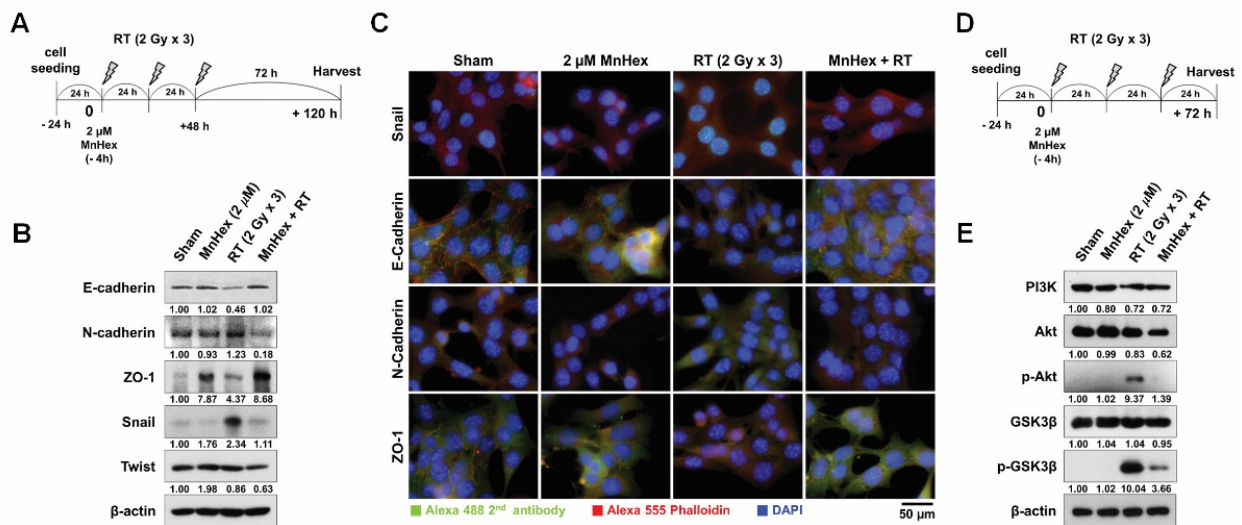 A
RT (2 Gy x 3)
cell
seeding
24 h
24 h
24 h
72 h
Harvest
- 24 h
0
+48 h
+ 120 h
2 µM
MnHex
(- 4h)
B
Sham
MnHex (2 µM)
RT (2 Gy x 3)
MnHex + RT
E-cadherin
1.00 1.02 0.46 1.02
N-cadherin
1.00 0.93 1.23 0.18
ZO-1
1.00 7.87 4.37 8.68
Snail
1.00 1.76 2.34 1.11
Twist
1.00 1.98 0.86 0.63
β-actin
C
Sham 2 µM MnHex RT (2 Gy x 3) MnHex + RT
Snail
E-Cadherin
N-Cadherin
ZO-1
Alexa 488 2nd antibody Alexa 555 Phalloidin DAPI
50 µm
D
RT (2 Gy x 3)
cell
seeding
24 h
24 h
24 h
24 h
Harvest
- 24 h
0
+ 72 h
2 µM
MnHex
(- 4h)
E
Sham
MnHex (2 µM)
RT (2 Gy x 3)
MnHex + RT
PI3K
1.00 0.80 0.72 0.72
Akt
1.00 0.99 0.83 0.62
p-Akt
1.00 1.02 9.37 1.39
GSK3β
1.00 1.04 1.04 0.95
p-GSK3β
1.00 1.02 10.04 3.66
β-actin